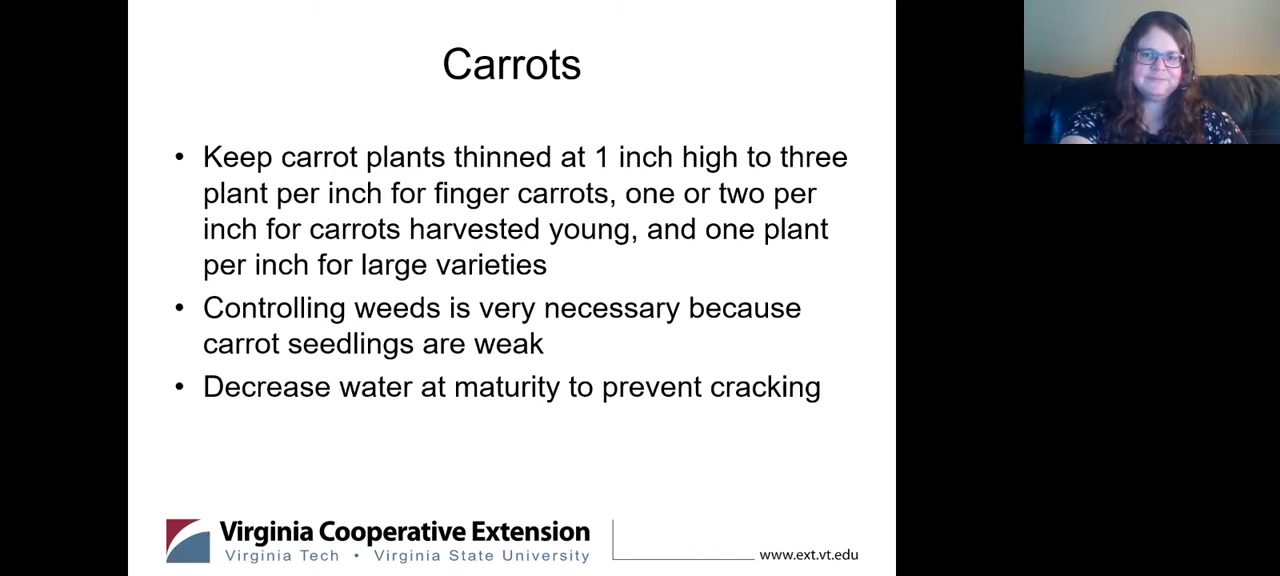 Carrots
• Keep carrot plants thinned at 1 inch high to three
plant per inch for finger carrots, one or two per
inch for carrots harvested young, and one plant
per inch for large varieties
• Controlling weeds is very necessary because
carrot seedlings are weak
• Decrease water at maturity to prevent cracking
Virginia Cooperative Extension
Virginia Tech • Virginia State University
www.ext.vt.edu